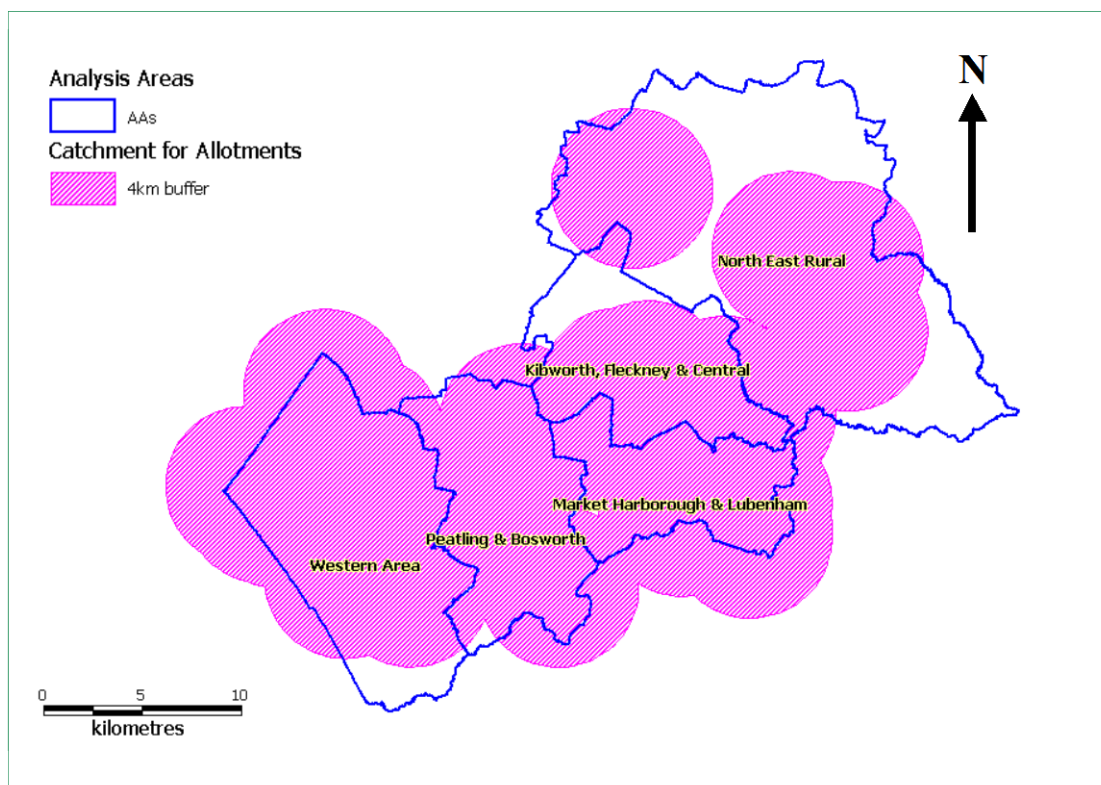 Analysis Areas
AAs
Catchment for Allotments
4km buffer
N
North East Rural
Kibworth, Fleckney & Central
Market Harborough & Lubenham
Peatling & Bosworth
Western Area
0 5 10
kilometres